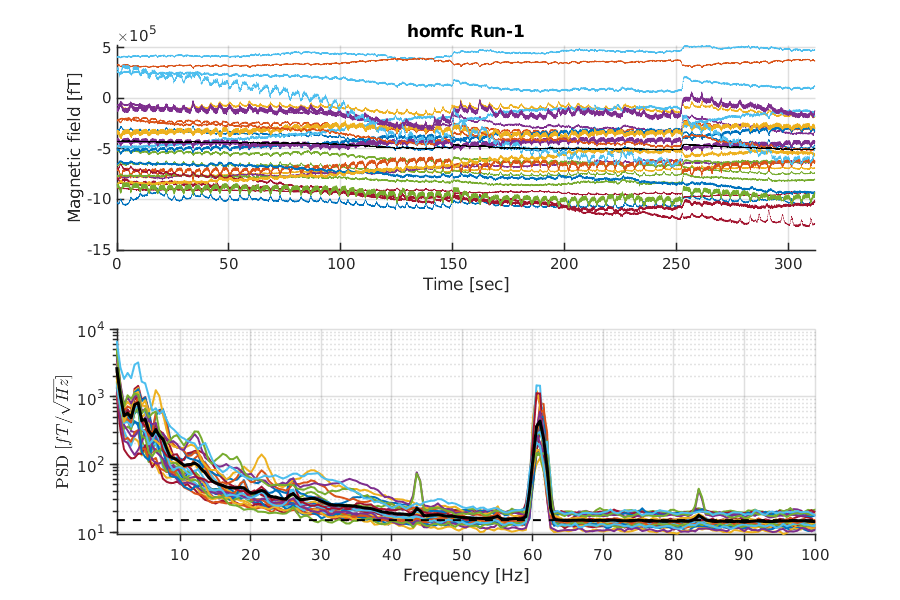 homfc Run-1
×10^5
Magnetic field [fT]
5
0
-5
-10
-15
0 50 100 150 200 250 300
Time [sec]
PSD [fT/√Hz]
10^4
10^3
10^2
10^1
10 20 30 40 50 60 70 80 90 100
Frequency [Hz]